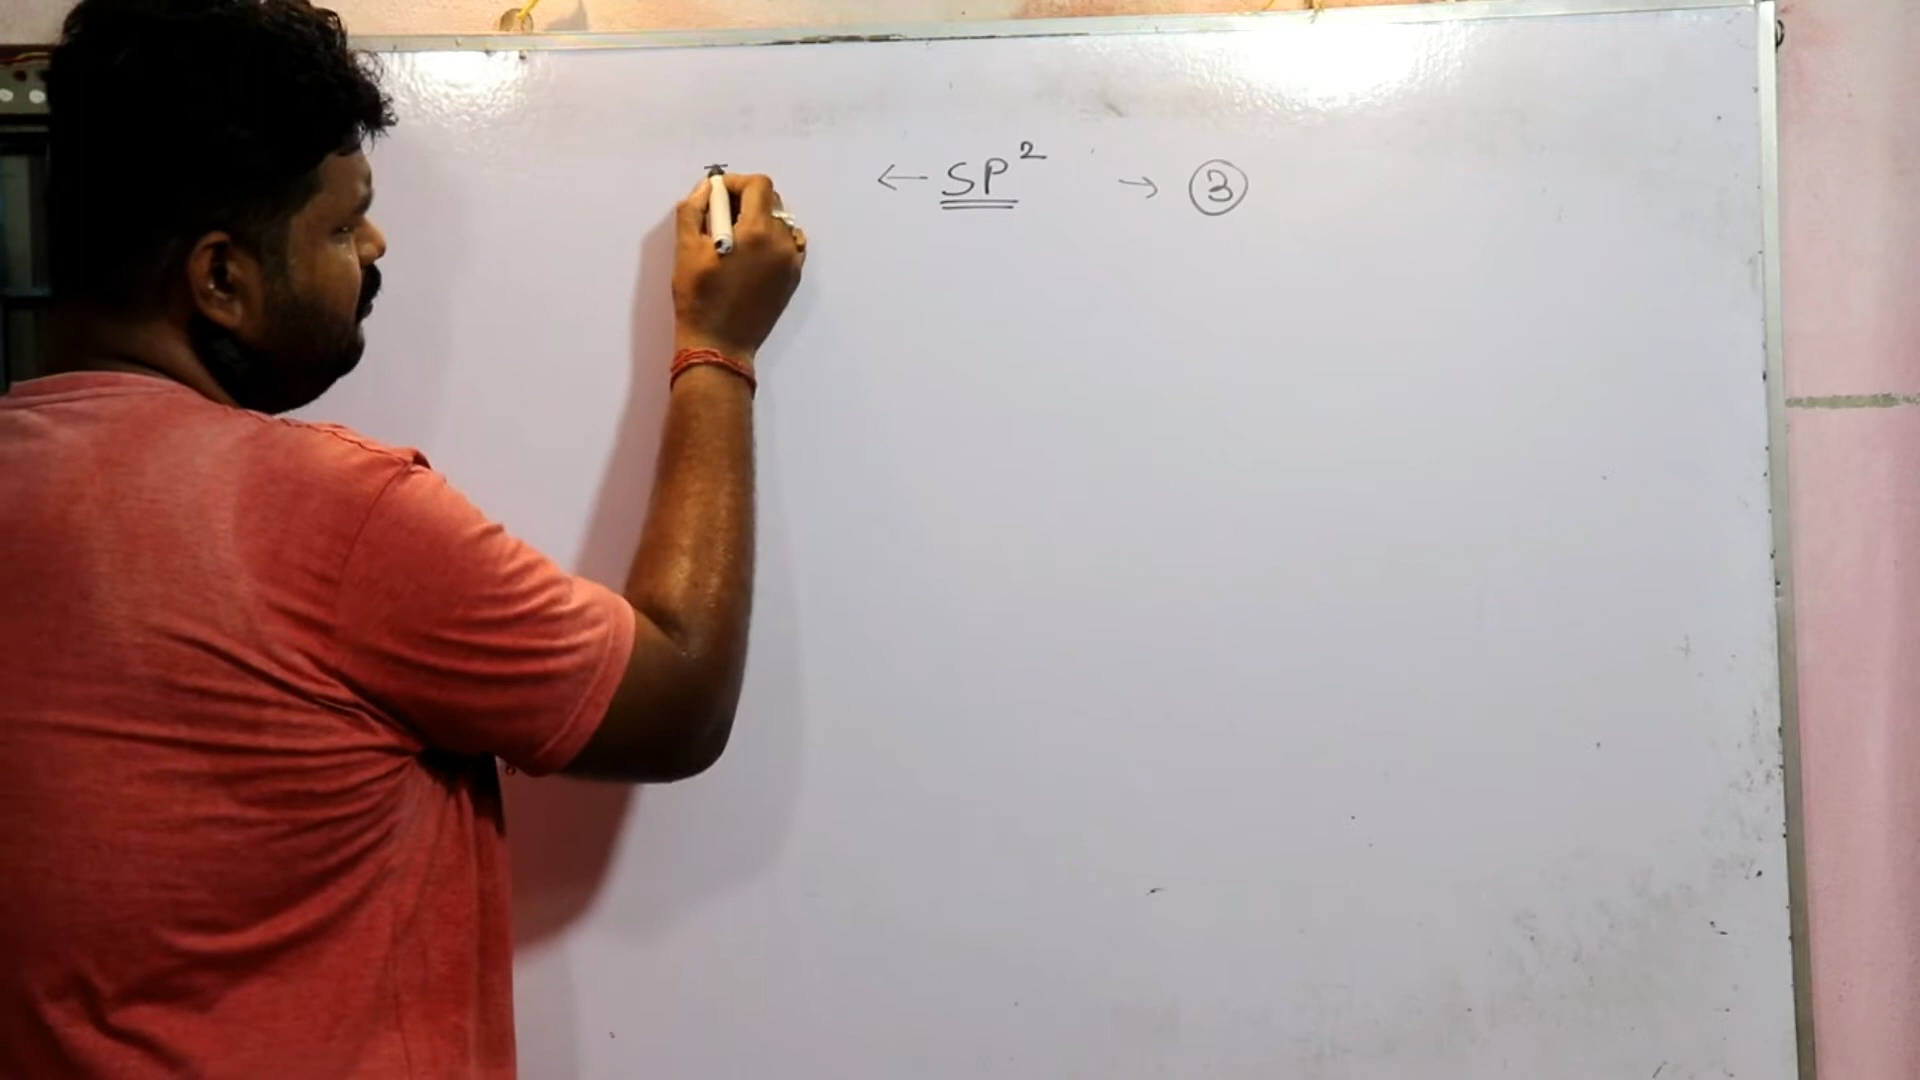 ← SP² → ③